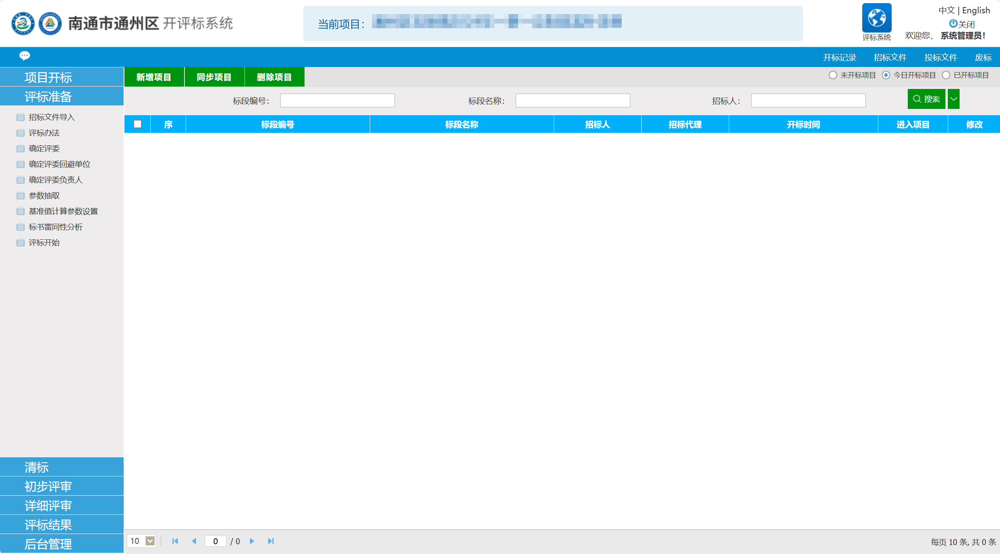 南通市通州区 开评标系统
当前项目：
评标系统
中文 | English
关闭
欢迎您， 系统管理员！
开标记录 招标文件 投标文件 废标
项目开标
评标准备
招标文件导入
评标办法
确定评委
确定评委回避单位
确定评委负责人
参数抽取
基准值计算参数设置
标书雷同性分析
评标开始
清标
初步评审
详细评审
评标结果
后台管理
新增项目 同步项目 删除项目
未开标项目 今日开标项目 已开标项目
标段编号： 标段名称： 招标人： 搜索
序 标段编号 标段名称 招标人 招标代理 开标时间 进入项目 修改
10 0 / 0
每页 10 条, 共 0 条